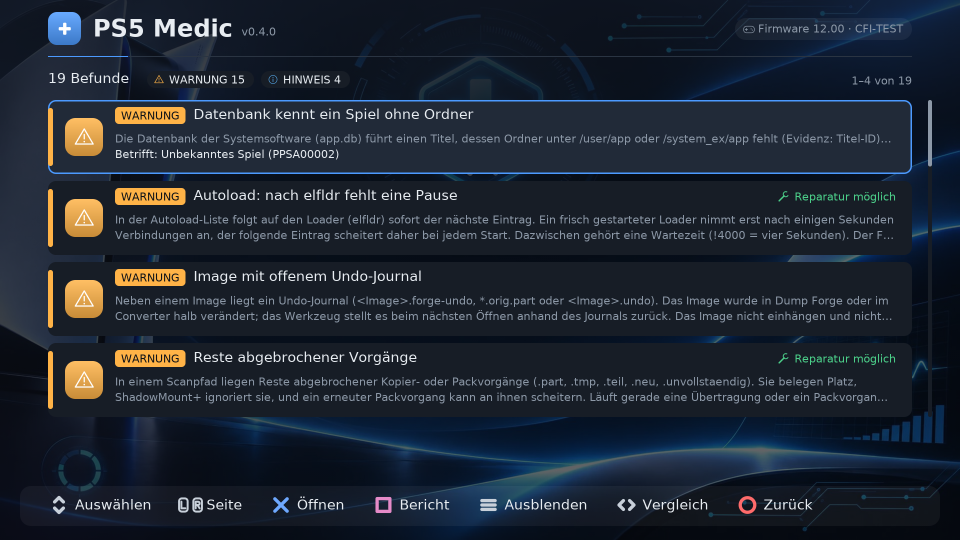 PS5 Medic v0.4.0
Firmware 12.00 · CFI-TEST
19 Befunde
WARNUNG 15
HINWEIS 4
1–4 von 19
WARNUNG Datenbank kennt ein Spiel ohne Ordner
Die Datenbank der Systemsoftware (app.db) führt einen Titel, dessen Ordner unter /user/app oder /system_ex/app fehlt (Evidenz: Titel-ID)...
Betrifft: Unbekanntes Spiel (PPSA00002)
WARNUNG Autoload: nach elfldr fehlt eine Pause
Reparatur möglich
In der Autoload-Liste folgt auf den Loader (elfldr) sofort der nächste Eintrag. Ein frisch gestarteter Loader nimmt erst nach einigen Sekunden
Verbindungen an, der folgende Eintrag scheitert daher bei jedem Start. Dazwischen gehört eine Wartezeit (!4000 = vier Sekunden). Der F...
WARNUNG Image mit offenem Undo-Journal
Neben einem Image liegt ein Undo-Journal (<Image>.forge-undo, *.orig.part oder <Image>.undo). Das Image wurde in Dump Forge oder im
Converter halb verändert; das Werkzeug stellt es beim nächsten Öffnen anhand des Journals zurück. Das Image nicht einhängen und nicht...
WARNUNG Reste abgebrochener Vorgänge
Reparatur möglich
In einem Scanpfad liegen Reste abgebrochener Kopier- oder Packvorgänge (.part, .tmp, .teil, .neu, .unvollstaendig). Sie belegen Platz,
ShadowMount+ ignoriert sie, und ein erneuter Packvorgang kann an ihnen scheitern. Läuft gerade eine Übertragung oder ein Packvorgan...
Auswählen
L R Seite
Öffnen
Bericht
Ausblenden
Vergleich
Zurück